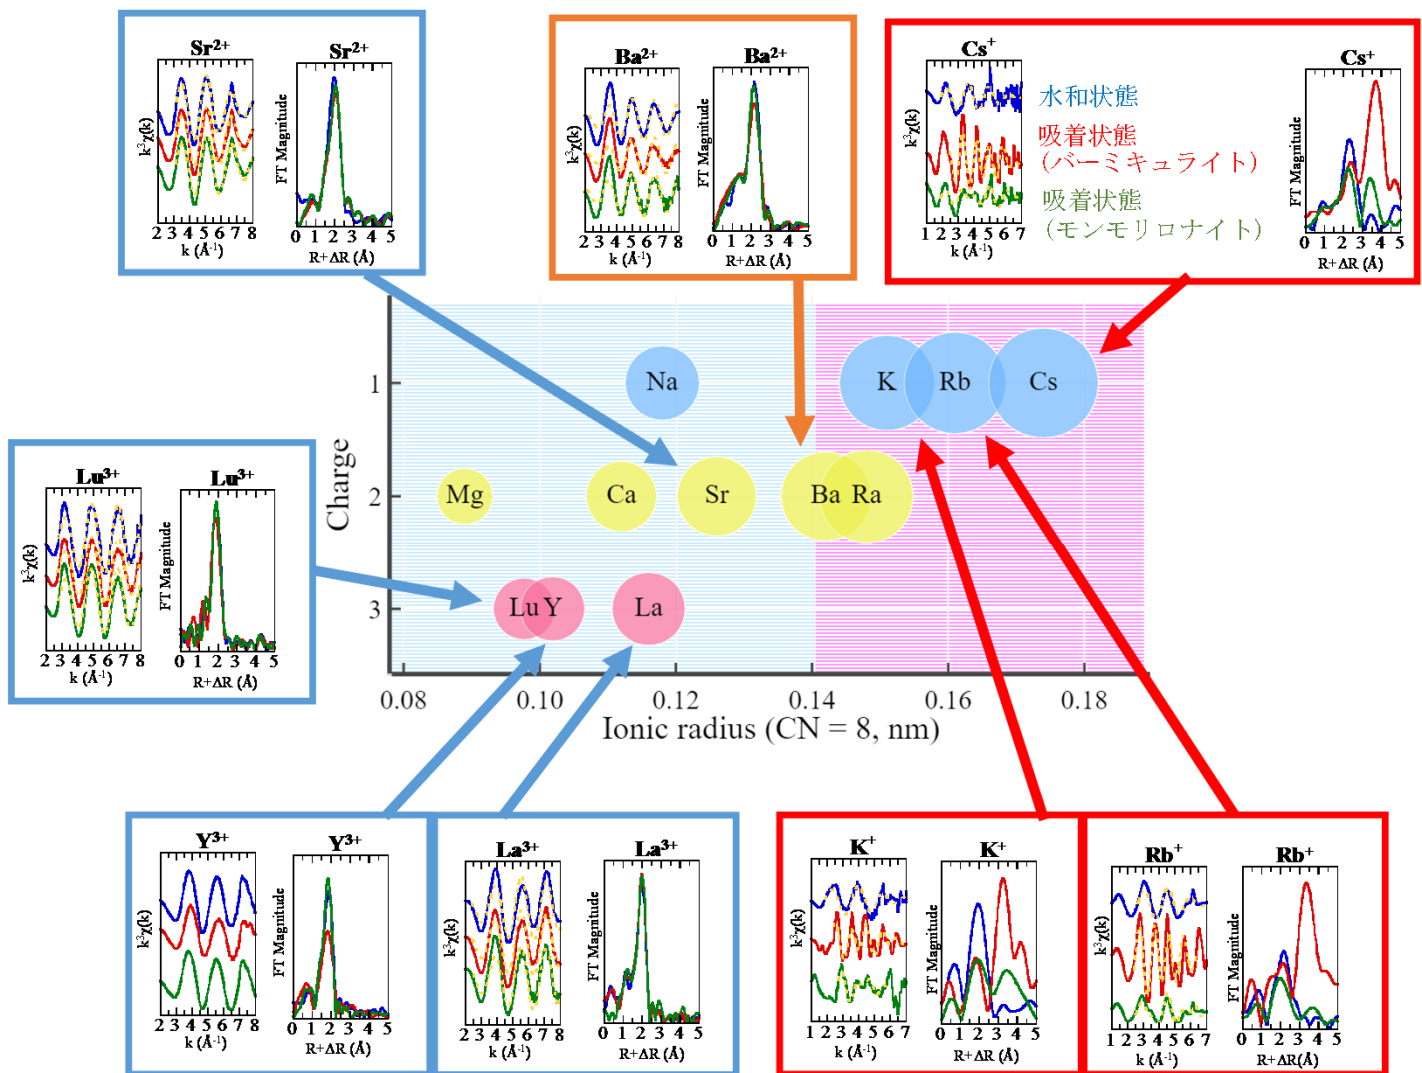 Sr²⁺
Sr²⁺
k³χ(k)
FT Magnitude
2 3 4 5 6 7 8
0 1 2 3 4 5
k (Å⁻¹)
R+ΔR (Å)
Ba²⁺
Ba²⁺
k³χ(k)
FT Magnitude
2 3 4 5 6 7 8
0 1 2 3 4 5
k (Å⁻¹)
R+ΔR (Å)
Cs⁺
Cs⁺
水和状態
吸着状態
(バーミキュライト)
吸着状態
(モンモリロナイト)
k³χ(k)
FT Magnitude
1 2 3 4 5 6 7
0 1 2 3 4 5
k (Å⁻¹)
R+ΔR (Å)
Charge
1
2
3
Na
K
Rb
Cs
Mg
Ca
Sr
Ba
Ra
Lu
Y
La
0.08
0.10
0.12
0.14
0.16
0.18
Ionic radius (CN = 8, nm)
Lu³⁺
Lu³⁺
k³χ(k)
FT Magnitude
2 3 4 5 6 7 8
0 1 2 3 4 5
k (Å⁻¹)
R+ΔR (Å)
Y³⁺
Y³⁺
k³χ(k)
FT Magnitude
2 3 4 5 6 7 8
0 1 2 3 4 5
k (Å⁻¹)
R+ΔR (Å)
La³⁺
La³⁺
k³χ(k)
FT Magnitude
2 3 4 5 6 7 8
0 1 2 3 4 5
k (Å⁻¹)
R+ΔR (Å)
K⁺
K⁺
k³χ(k)
FT Magnitude
1 2 3 4 5 6 7
0 1 2 3 4 5
k (Å⁻¹)
R+ΔR (Å)
Rb⁺
Rb⁺
k³χ(k)
FT Magnitude
1 2 3 4 5 6 7
0 1 2 3 4 5
k (Å⁻¹)
R+ΔR(Å)